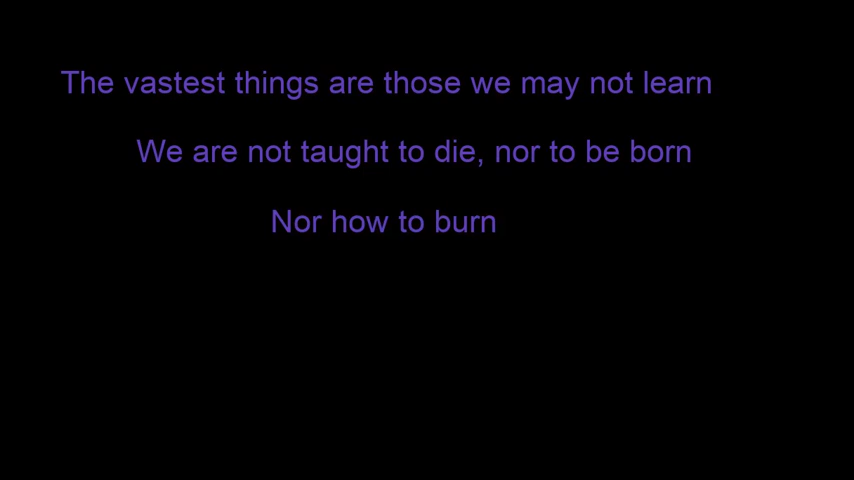 The vastest things are those we may not learn
We are not taught to die, nor to be born
Nor how to burn